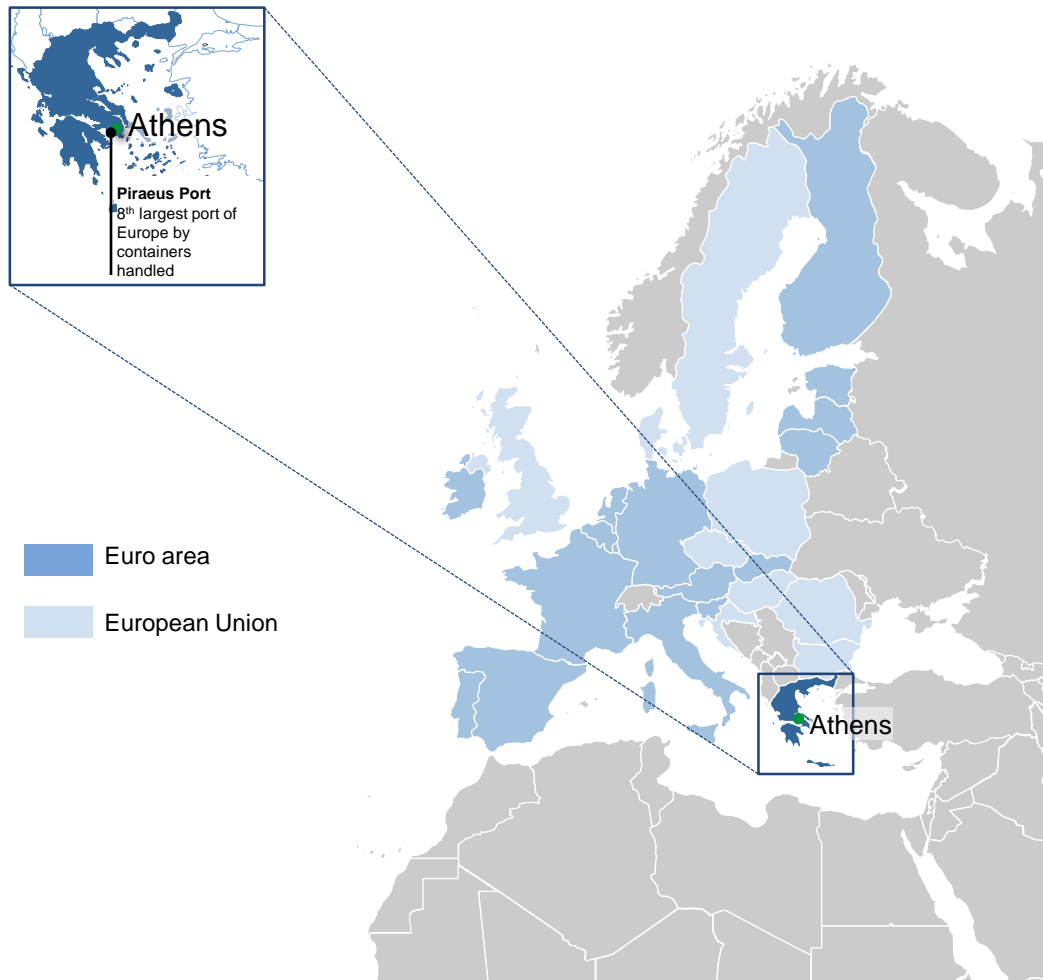 Athens
Piraeus Port
8th largest port of
Europe by
containers
handled
Euro area
European Union
Athens